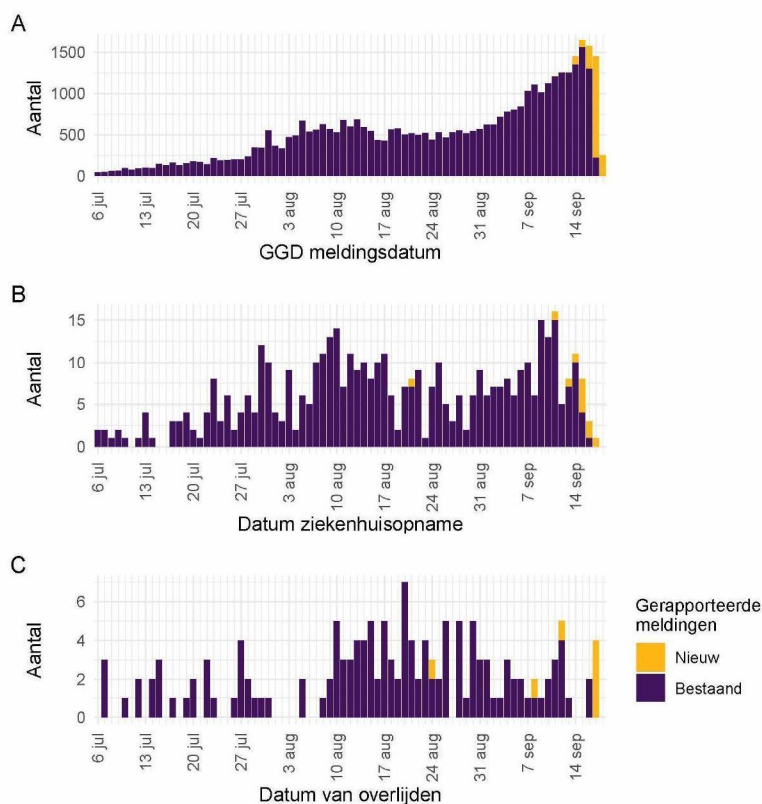 A
Aantal
1500
1000
500
0
6 jul
13 jul
20 jul
27 jul
3 aug
10 aug
17 aug
24 aug
31 aug
7 sep
14 sep
GGD meldingsdatum
B
Aantal
15
10
5
0
6 jul
13 jul
20 jul
27 jul
3 aug
10 aug
17 aug
24 aug
31 aug
7 sep
14 sep
Datum ziekenhuisopname
C
Aantal
6
4
2
0
6 jul
13 jul
20 jul
27 jul
3 aug
10 aug
17 aug
24 aug
31 aug
7 sep
14 sep
Datum van overlijden
Gerapporteerde
meldingen
Nieuw
Bestaand